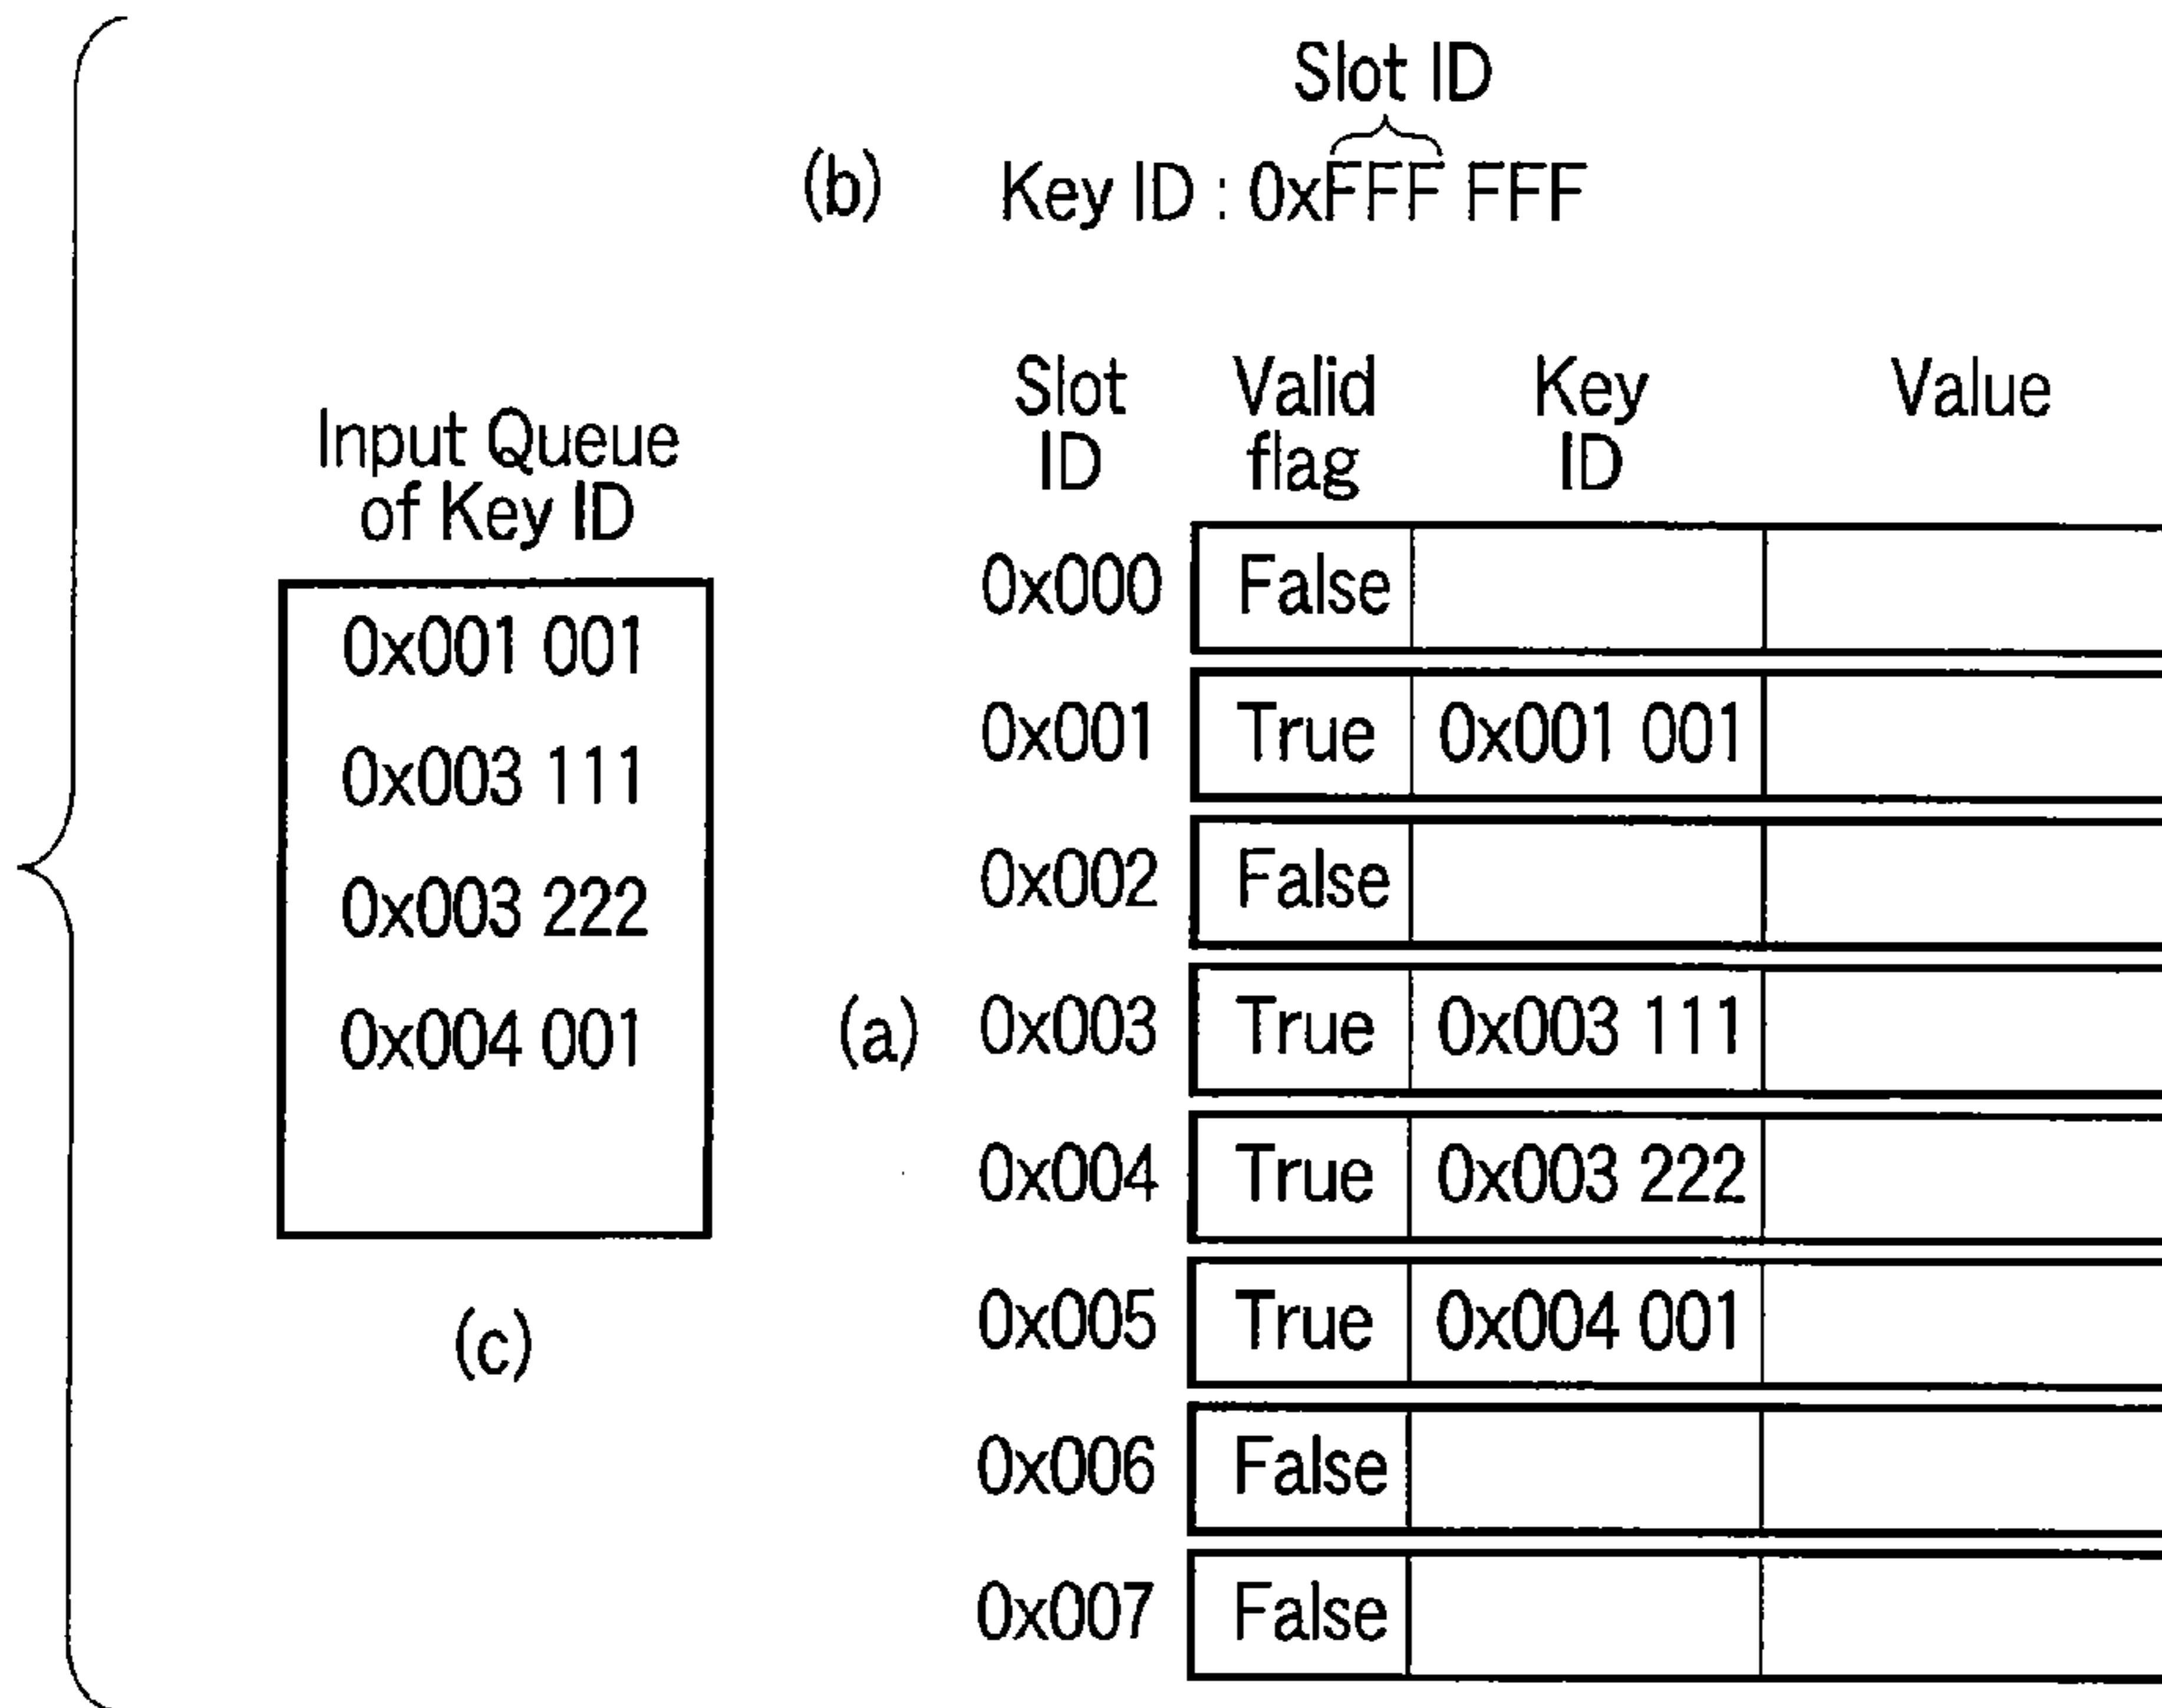 Slot ID
(b) Key ID : 0xFFF FFF
Input Queue
of Key ID
0x001 001
0x003 111
0x003 222
0x004 001
(c)
(a)
Slot ID Valid flag Key ID Value
0x000 False
0x001 True 0x001 001
0x002 False
0x003 True 0x003 111
0x004 True 0x003 222
0x005 True 0x004 001
0x006 False
0x007 False